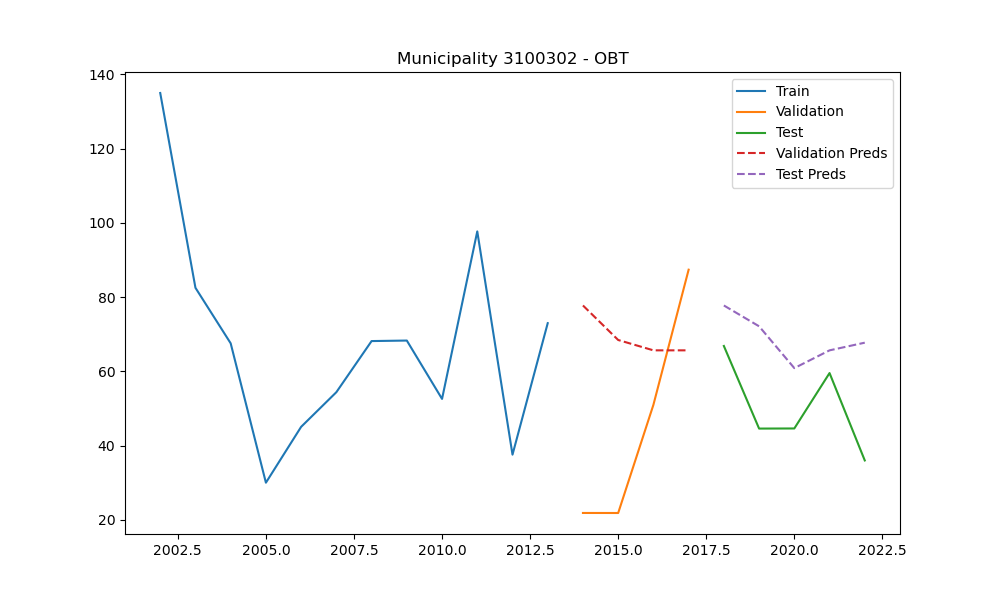 Municipality 3100302 - OBT
140
120
100
80
60
40
20
2002.5 2005.0 2007.5 2010.0 2012.5 2015.0 2017.5 2020.0 2022.5
Train
Validation
Test
Validation Preds
Test Preds